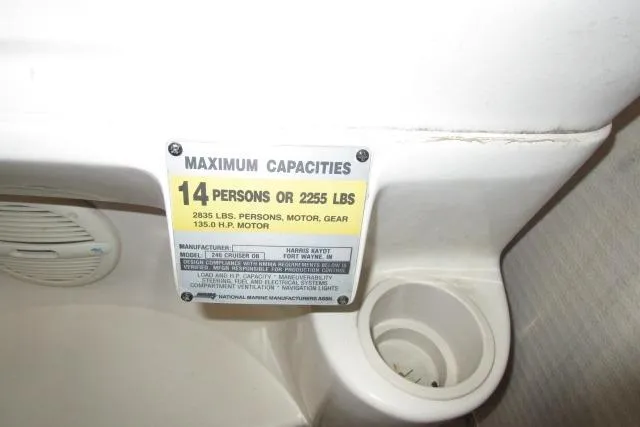 MAXIMUM CAPACITIES
14 PERSONS OR 2255 LBS
2835 LBS. PERSONS, MOTOR, GEAR
135.0 H.P. MOTOR
MANUFACTURER: HARRIS KAYOT
MODEL: 246 CRUISER OB FORT WAYNE, IN
DESIGN COMPLIANCE WITH NMMA REQUIREMENTS BELOW IS
VERIFIED. MFGR RESPONSIBLE FOR PRODUCTION CONTROL
LOAD AND H.P. CAPACITY * MANEUVERABILITY
STEERING, FUEL AND ELECTRICAL SYSTEMS
COMPARTMENT VENTILATION * NAVIGATION LIGHTS
NATIONAL MARINE MANUFACTURERS ASSN.